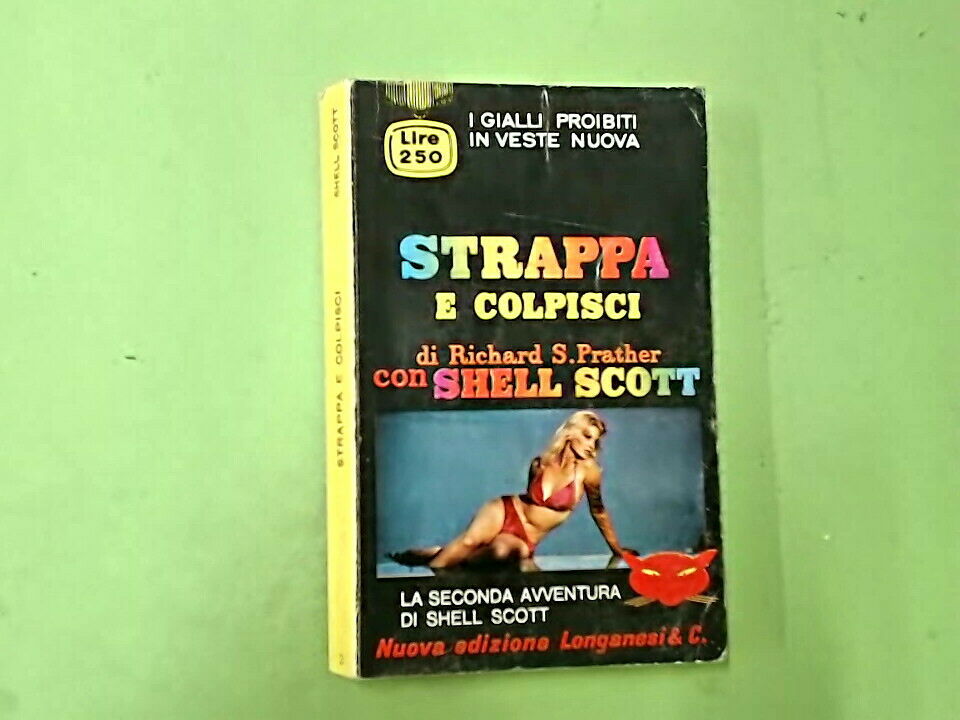 SHELL SCOTT
STRAPPA E COLPISCI
2
Lire
250
I GIALLI PROIBITI
IN VESTE NUOVA
STRAPPA
E COLPISCI
di Richard S. Prather
con SHELL SCOTT
LA SECONDA AVVENTURA
DI SHELL SCOTT
Nuova edizione Longanesi & C.